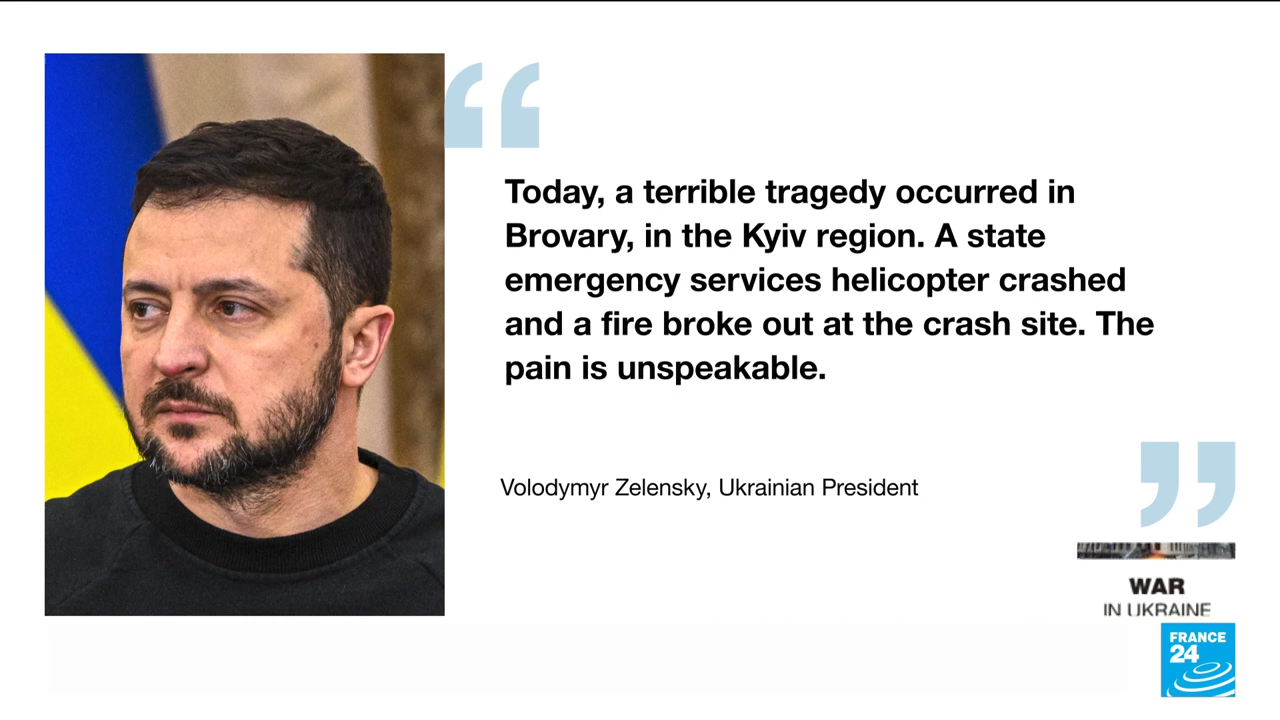 Today, a terrible tragedy occurred in
Brovary, in the Kyiv region. A state
emergency services helicopter crashed
and a fire broke out at the crash site. The
pain is unspeakable.
Volodymyr Zelensky, Ukrainian President
WAR
IN UKRAINE
FRANCE
24